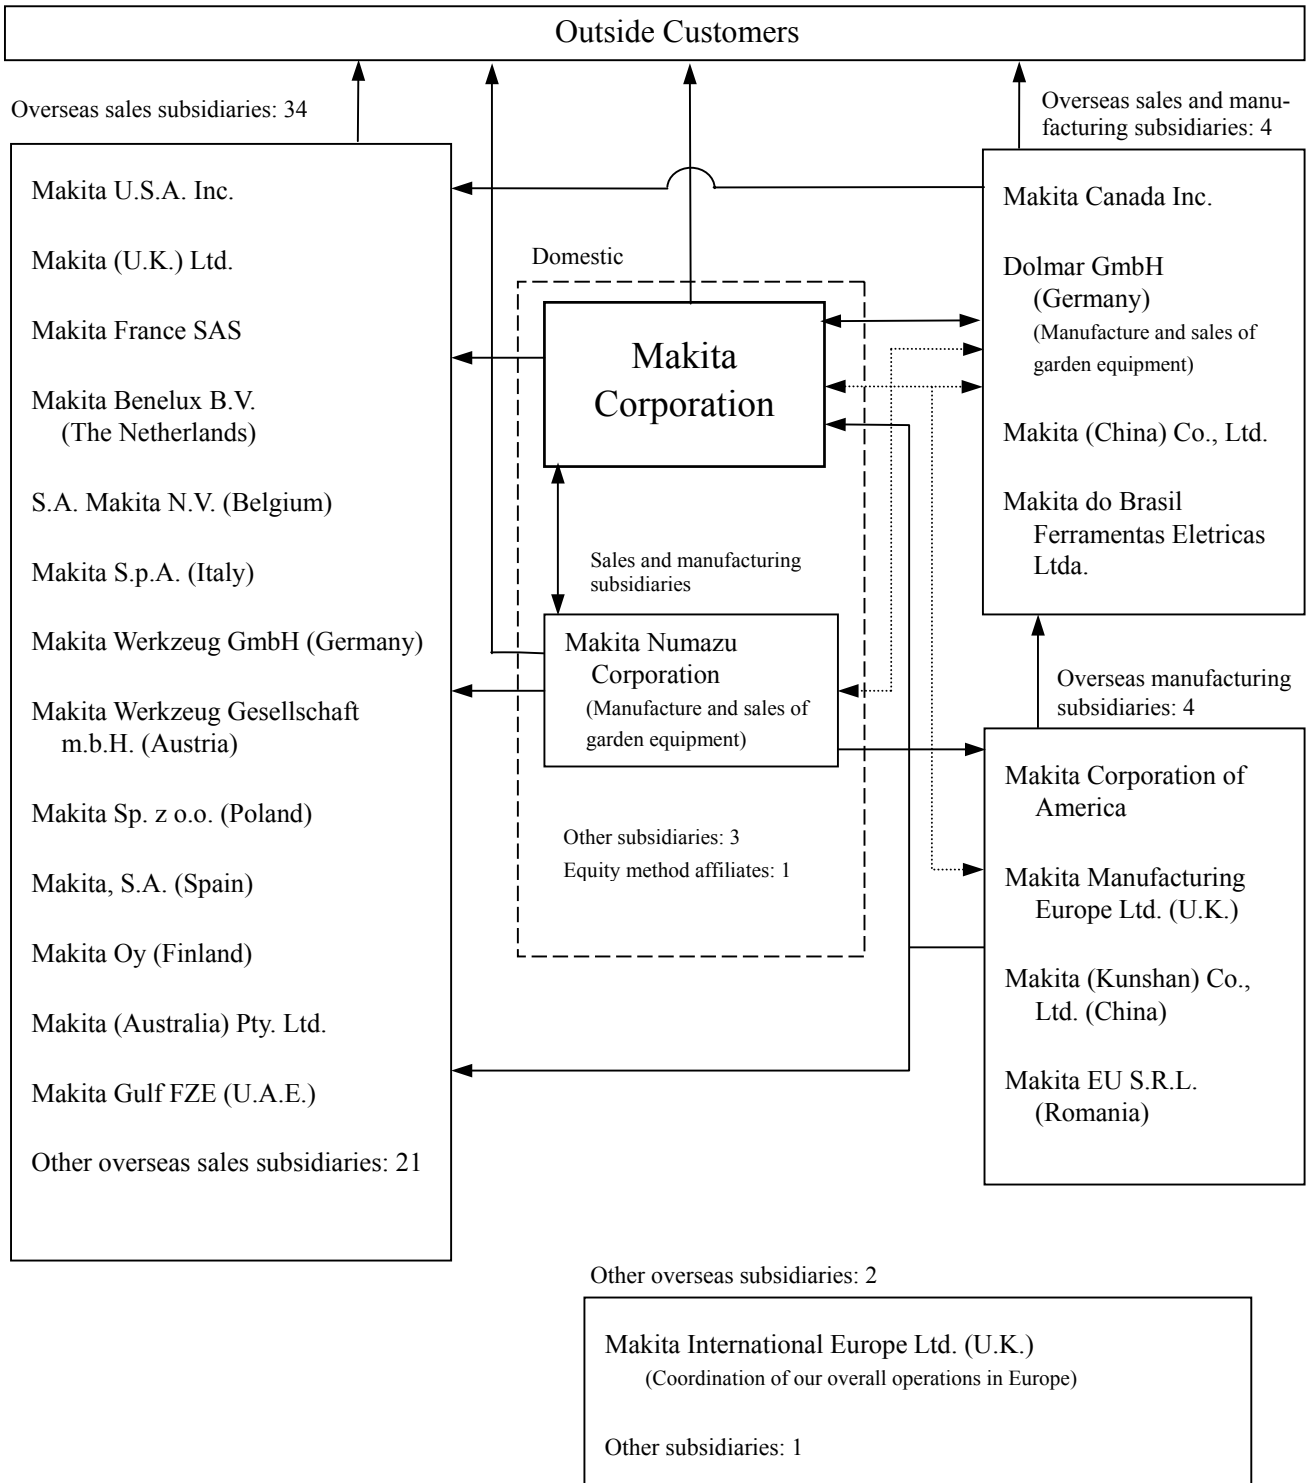 Outside Customers
Overseas sales subsidiaries: 34
Makita U.S.A. Inc.
Makita (U.K.) Ltd.
Makita France SAS
Makita Benelux B.V.
(The Netherlands)
S.A. Makita N.V. (Belgium)
Makita S.p.A. (Italy)
Makita Werkzeug GmbH (Germany)
Makita Werkzeug Gesellschaft
m.b.H. (Austria)
Makita Sp. z o.o. (Poland)
Makita, S.A. (Spain)
Makita Oy (Finland)
Makita (Australia) Pty. Ltd.
Makita Gulf FZE (U.A.E.)
Other overseas sales subsidiaries: 21
Domestic
Makita
Corporation
Sales and manufacturing
subsidiaries
Makita Numazu
Corporation
(Manufacture and sales of
garden equipment)
Other subsidiaries: 3
Equity method affiliates: 1
Overseas sales and manu-
facturing subsidiaries: 4
Makita Canada Inc.
Dolmar GmbH
(Germany)
(Manufacture and sales of
garden equipment)
Makita (China) Co., Ltd.
Makita do Brasil
Ferramentas Eletricas
Ltda.
Overseas manufacturing
subsidiaries: 4
Makita Corporation of
America
Makita Manufacturing
Europe Ltd. (U.K.)
Makita (Kunshan) Co.,
Ltd. (China)
Makita EU S.R.L.
(Romania)
Other overseas subsidiaries: 2
Makita International Europe Ltd. (U.K.)
(Coordination of our overall operations in Europe)
Other subsidiaries: 1